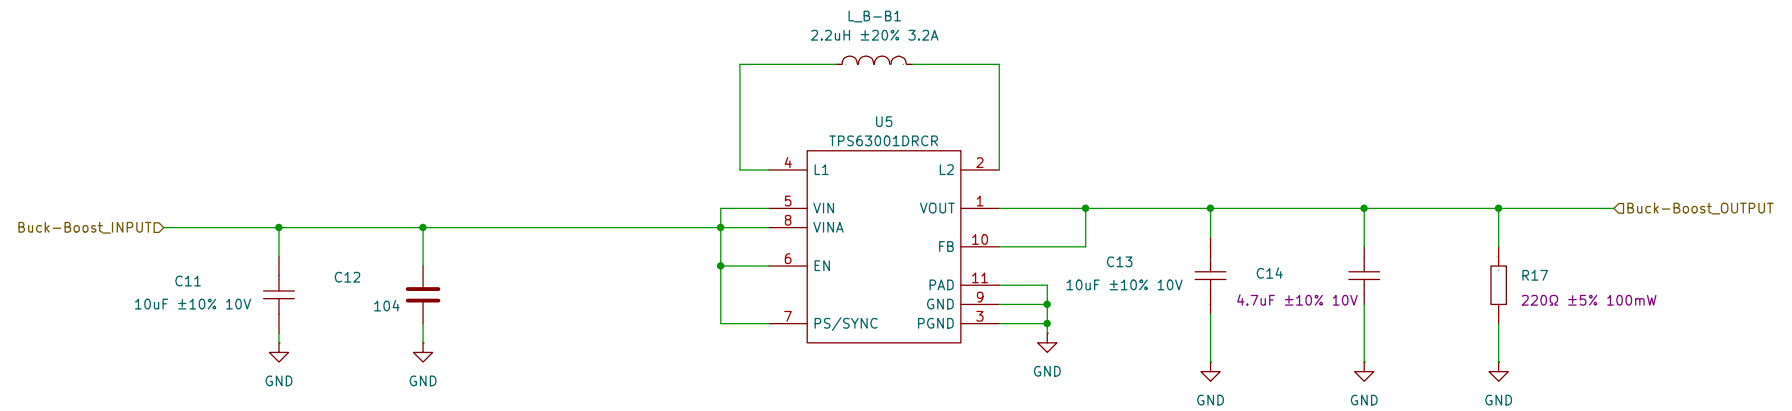 L_B-B1
2.2uH ±20% 3.2A
U5
TPS63001DRCR
4 L1 L2 2
5 VIN VOUT 1
8 VINA
10 FB
6 EN
PAD 11
GND 9
7 PS/SYNC PGND 3
Buck-Boost_INPUT
Buck-Boost_OUTPUT
C11
10uF ±10% 10V
C12
104
C13
10uF ±10% 10V
C14
4.7uF ±10% 10V
R17
220Ω ±5% 100mW
GND
GND
GND
GND
GND
GND